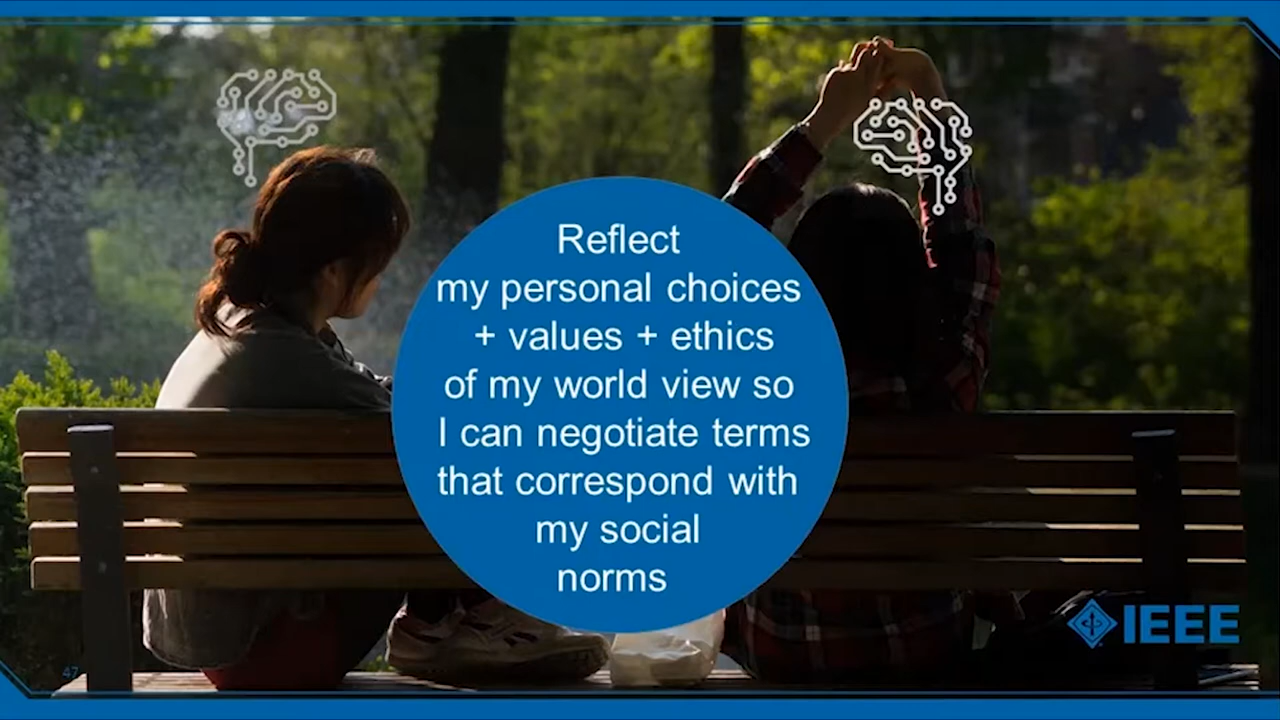 Reflect
my personal choices
+ values + ethics
of my world view so
I can negotiate terms
that correspond with
my social
norms
IEEE
47